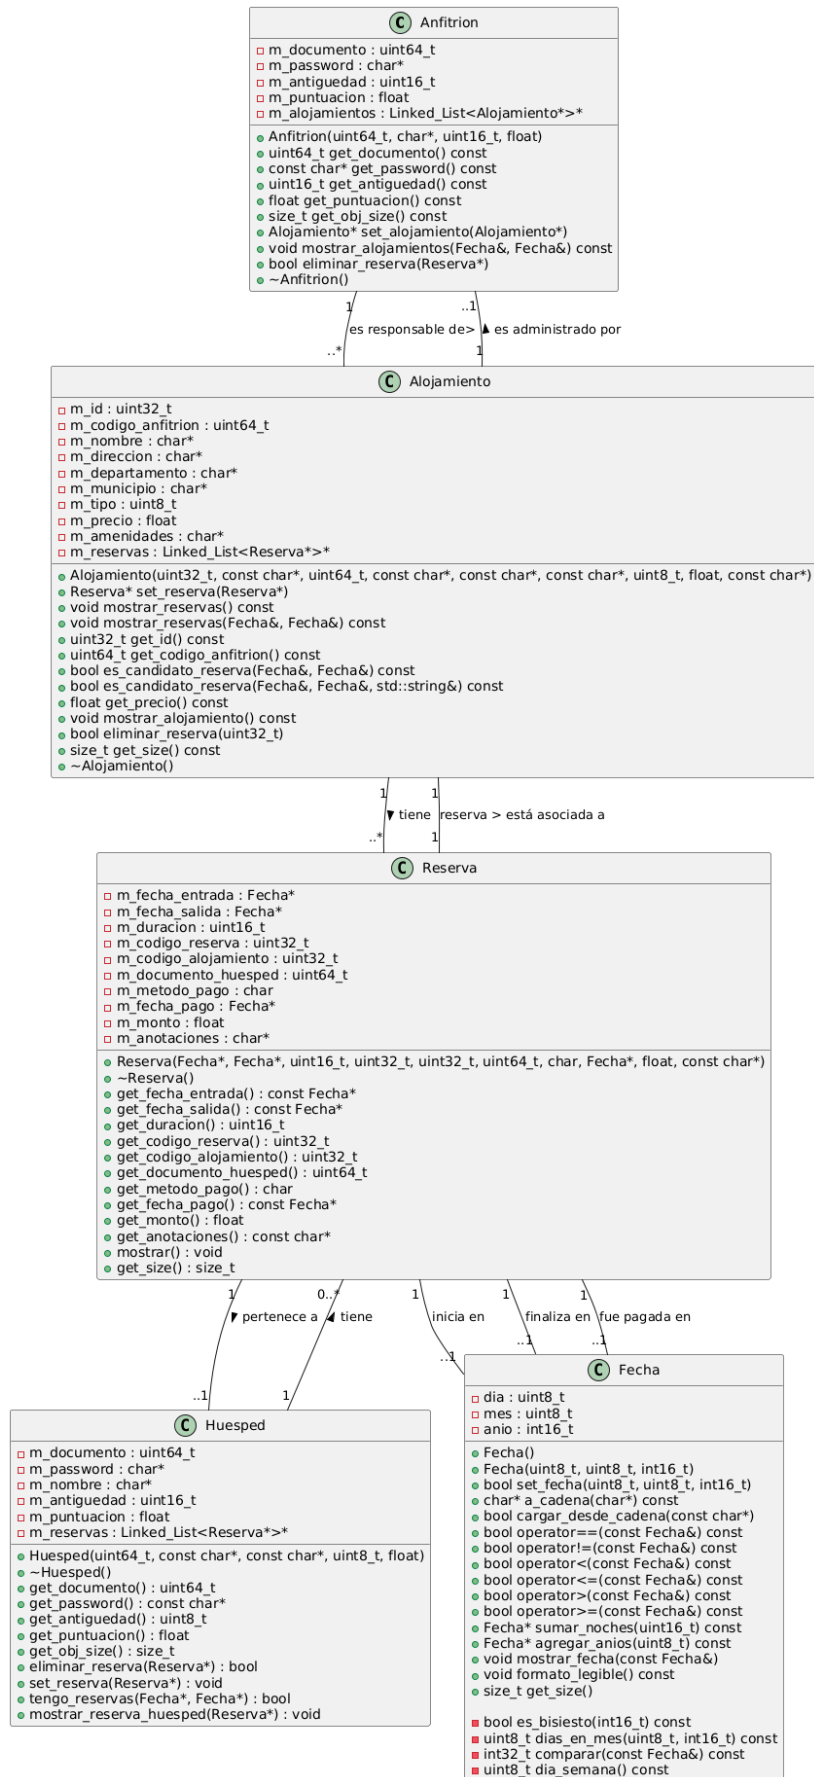 C Anfitrion
m_documento : uint64_t
m_password : char*
m_antiguedad : uint16_t
m_puntuacion : float
m_alojamientos : Linked_List<Alojamiento*>*
Anfitrion(uint64_t, char*, uint16_t, float)
uint64_t get_documento() const
const char* get_password() const
uint16_t get_antiguedad() const
float get_puntuacion() const
size_t get_obj_size() const
Alojamiento* set_alojamiento(Alojamiento*)
void mostrar_alojamientos(Fecha&, Fecha&) const
bool eliminar_reserva(Reserva*)
~Anfitrion()
1 ..1
es responsable de> es administrado por
..* 1
C Alojamiento
m_id : uint32_t
m_codigo_anfitrion : uint64_t
m_nombre : char*
m_direccion : char*
m_departamento : char*
m_municipio : char*
m_tipo : uint8_t
m_precio : float
m_amenidades : char*
m_reservas : Linked_List<Reserva*>*
Alojamiento(uint32_t, const char*, uint64_t, const char*, const char*, const char*, uint8_t, float, const char*)
Reserva* set_reserva(Reserva*)
void mostrar_reservas() const
void mostrar_reservas(Fecha&, Fecha&) const
uint32_t get_id() const
uint64_t get_codigo_anfitrion() const
bool es_candidato_reserva(Fecha&, Fecha&) const
bool es_candidato_reserva(Fecha&, Fecha&, std::string&) const
float get_precio() const
void mostrar_alojamiento() const
bool eliminar_reserva(uint32_t)
size_t get_size() const
~Alojamiento()
1 1
tiene reserva > está asociada a
..* 1
C Reserva
m_fecha_entrada : Fecha*
m_fecha_salida : Fecha*
m_duracion : uint16_t
m_codigo_reserva : uint32_t
m_codigo_alojamiento : uint32_t
m_documento_huesped : uint64_t
m_metodo_pago : char
m_fecha_pago : Fecha*
m_monto : float
m_anotaciones : char*
Reserva(Fecha*, Fecha*, uint16_t, uint32_t, uint32_t, uint64_t, char, Fecha*, float, const char*)
~Reserva()
get_fecha_entrada() : const Fecha*
get_fecha_salida() : const Fecha*
get_duracion() : uint16_t
get_codigo_reserva() : uint32_t
get_codigo_alojamiento() : uint32_t
get_documento_huesped() : uint64_t
get_metodo_pago() : char
get_fecha_pago() : const Fecha*
get_monto() : float
get_anotaciones() : const char*
mostrar() : void
get_size() : size_t
1 0..* 1 1 1
pertenece a tiene inicia en finaliza en fue pagada en
..1 ..1 ..1
..1 1
C Huesped
m_documento : uint64_t
m_password : char*
m_nombre : char*
m_antiguedad : uint16_t
m_puntuacion : float
m_reservas : Linked_List<Reserva*>*
Huesped(uint64_t, const char*, const char*, uint8_t, float)
~Huesped()
get_documento() : uint64_t
get_password() : const char*
get_antiguedad() : uint8_t
get_puntuacion() : float
get_obj_size() : size_t
eliminar_reserva(Reserva*) : bool
set_reserva(Reserva*) : void
tengo_reservas(Fecha*, Fecha*) : bool
mostrar_reserva_huesped(Reserva*) : void
C Fecha
dia : uint8_t
mes : uint8_t
anio : int16_t
Fecha()
Fecha(uint8_t, uint8_t, int16_t)
bool set_fecha(uint8_t, uint8_t, int16_t)
char* a_cadena(char*) const
bool cargar_desde_cadena(const char*)
bool operator==(const Fecha&) const
bool operator!=(const Fecha&) const
bool operator<(const Fecha&) const
bool operator<=(const Fecha&) const
bool operator>(const Fecha&) const
bool operator>=(const Fecha&) const
Fecha* sumar_noches(uint16_t) const
Fecha* agregar_anios(uint8_t) const
void mostrar_fecha(const Fecha&)
void formato_legible() const
size_t get_size()
bool es_bisiesto(int16_t) const
uint8_t dias_en_mes(uint8_t, int16_t) const
int32_t comparar(const Fecha&) const
uint8_t dia_semana() const